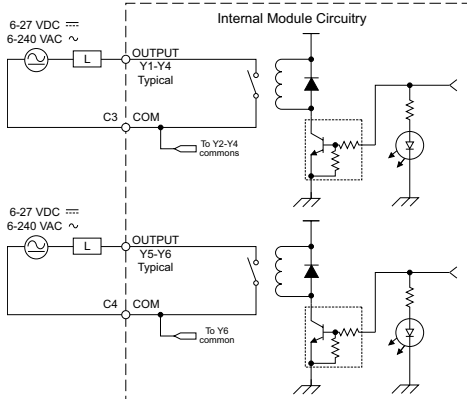 Internal Module Circuitry
6-27 VDC ⎓
6-240 VAC ∿
L
OUTPUT
Y1-Y4
Typical
C3
COM
To Y2-Y4
commons
6-27 VDC ⎓
6-240 VAC ∿
L
OUTPUT
Y5-Y6
Typical
C4
COM
To Y6
common